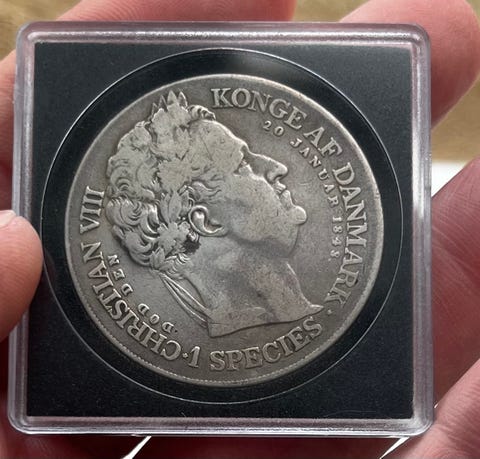 CHRISTIAN VIII KONGE AF DANMARK · 1 SPECIES ·
· DØD DEN 20 JANUAR 1848